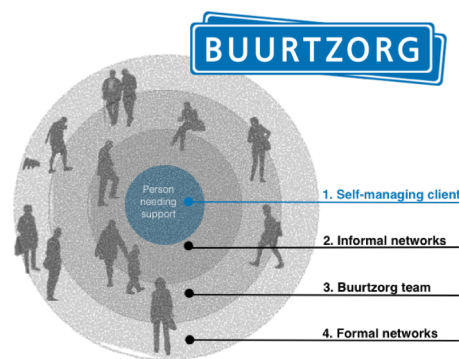 BUURTZORG
Person
needing
support
1. Self-managing client
2. Informal networks
3. Buurtzorg team
4. Formal networks